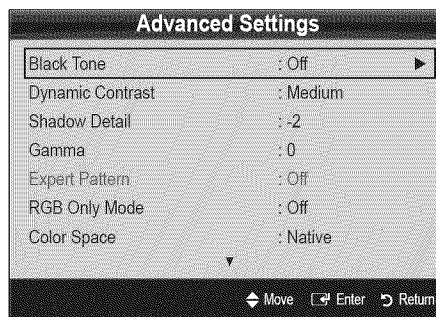 Advanced Settings
Black Tone : Off ▶
Dynamic Contrast : Medium
Shadow Detail : -2
Gamma : 0
Expert Pattern : Off
RGB Only Mode : Off
Color Space : Native
▼
Move Enter Return